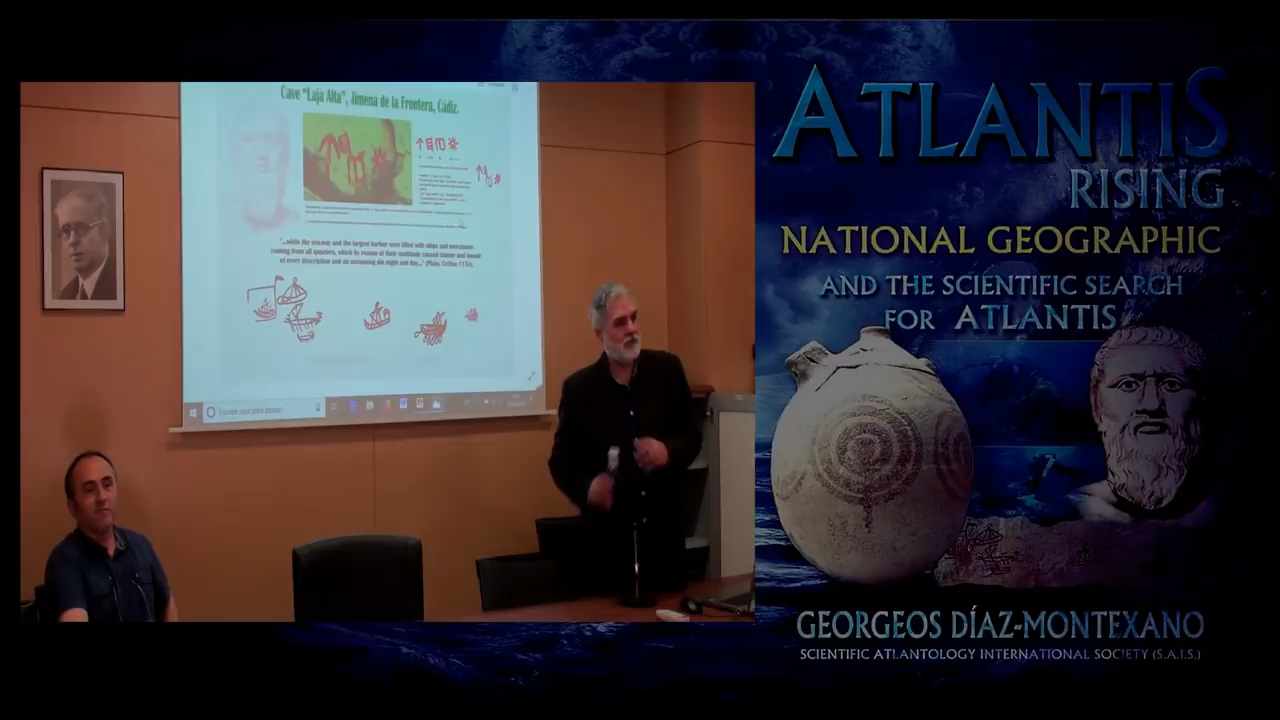 Cave "Laja Alta", Jimena de la Frontera, Cádiz.
"...while the sea-way and the largest harbor were filled with ships and merchants
coming from all quarters, which by reason of their multitude caused clamor and tumult
of every description and an unceasing din night and day..." (Plato, Critias 117e).
ATLANTIS
RISING
NATIONAL GEOGRAPHIC
AND THE SCIENTIFIC SEARCH
FOR ATLANTIS
GEORGEOS DÍAZ-MONTEXANO
SCIENTIFIC ATLANTOLOGY INTERNATIONAL SOCIETY (S.A.I.S.)